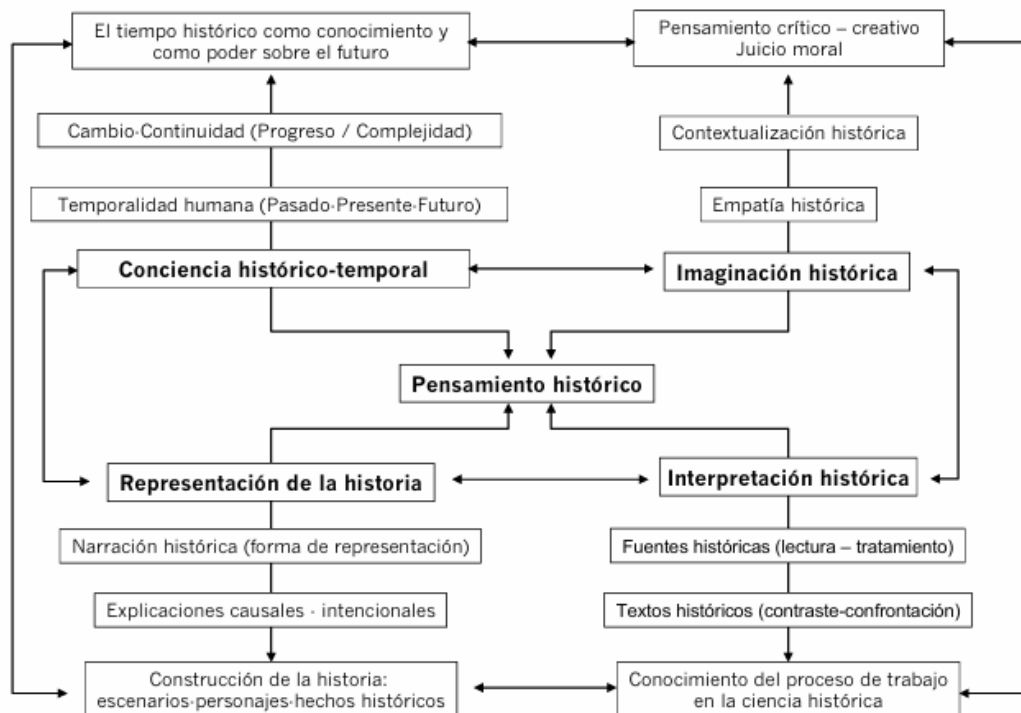 El tiempo histórico como conocimiento y
como poder sobre el futuro
Pensamiento crítico – creativo
Juicio moral
Cambio-Continuidad (Progreso / Complejidad)
Contextualización histórica
Temporalidad humana (Pasado-Presente-Futuro)
Empatía histórica
Conciencia histórico-temporal
Imaginación histórica
Pensamiento histórico
Representación de la historia
Interpretación histórica
Narración histórica (forma de representación)
Fuentes históricas (lectura – tratamiento)
Explicaciones causales - intencionales
Textos históricos (contraste-confrontación)
Construcción de la historia:
escenarios-personajes-hechos históricos
Conocimiento del proceso de trabajo
en la ciencia histórica